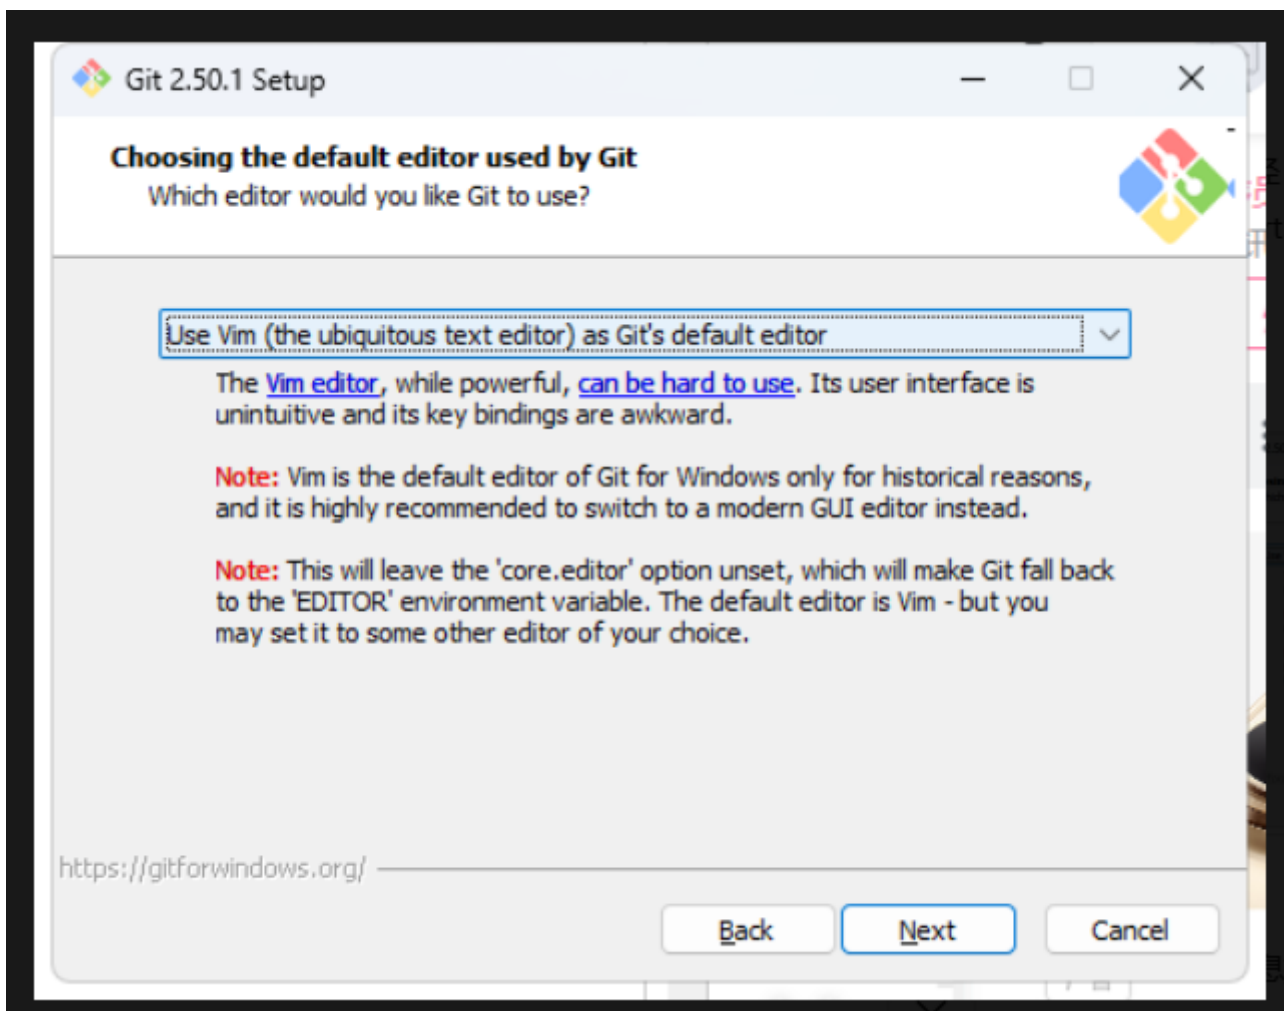 Git 2.50.1 Setup
Choosing the default editor used by Git
Which editor would you like Git to use?
Use Vim (the ubiquitous text editor) as Git's default editor
The Vim editor, while powerful, can be hard to use. Its user interface is
unintuitive and its key bindings are awkward.
Note: Vim is the default editor of Git for Windows only for historical reasons,
and it is highly recommended to switch to a modern GUI editor instead.
Note: This will leave the 'core.editor' option unset, which will make Git fall back
to the 'EDITOR' environment variable. The default editor is Vim - but you
may set it to some other editor of your choice.
https://gitforwindows.org/
Back
Next
Cancel